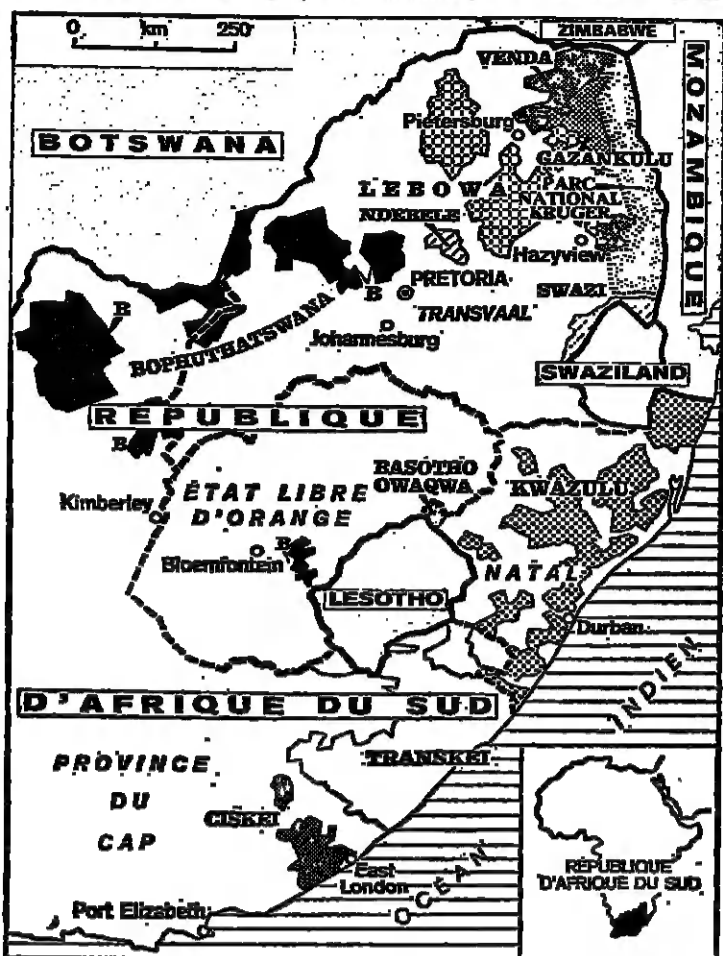 0 km 250
ZIMBABWE
VENDA
MOZAMBIQUE
BOTSWANA
Pietersburg
GAZANKULU
LEBOWA
PARC
NATIONAL
KRUGER
NDEBELE
Hazyview
B
PRETORIA
SWAZI
TRANSVAAL
B
BOPHUTHATSWANA
Johannesburg
SWAZILAND
RÉPUBLIQUE
B
BASOTHO
QWAQWA
KWAZULU
ÉTAT LIBRE
D'ORANGE
Kimberley
B
Bloemfontein
NATAL
LESOTHO
Durban
D'AFRIQUE DU SUD
INDIEN
PROVINCE
DU
CAP
TRANSKEI
CISKEI
East
London
OCÉAN
Port Elizabeth
RÉPUBLIQUE
D'AFRIQUE DU SUD